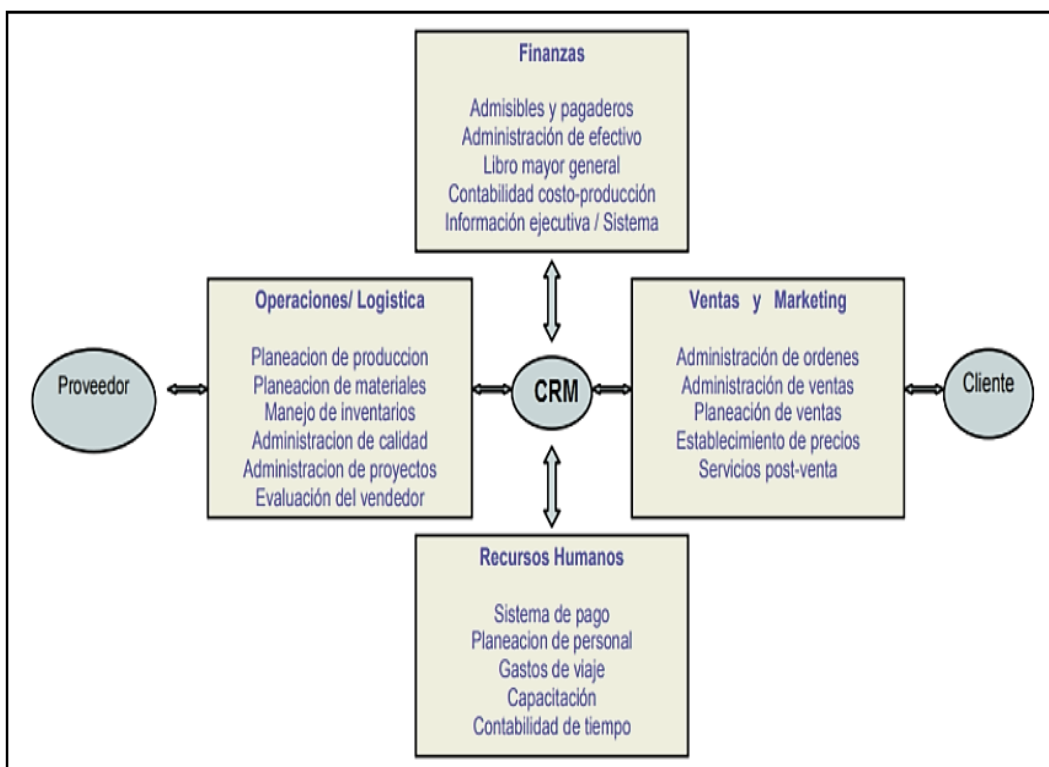 Finanzas
Admisibles y pagaderos
Administración de efectivo
Libro mayor general
Contabilidad costo-producción
Información ejecutiva / Sistema
Proveedor
Operaciones/ Logistica
Planeacion de produccion
Planeacion de materiales
Manejo de inventarios
Administracion de calidad
Administracion de proyectos
Evaluación del vendedor
CRM
Ventas y Marketing
Administración de ordenes
Administración de ventas
Planeación de ventas
Establecimiento de precios
Servicios post-venta
Cliente
Recursos Humanos
Sistema de pago
Planeacion de personal
Gastos de viaje
Capacitación
Contabilidad de tiempo